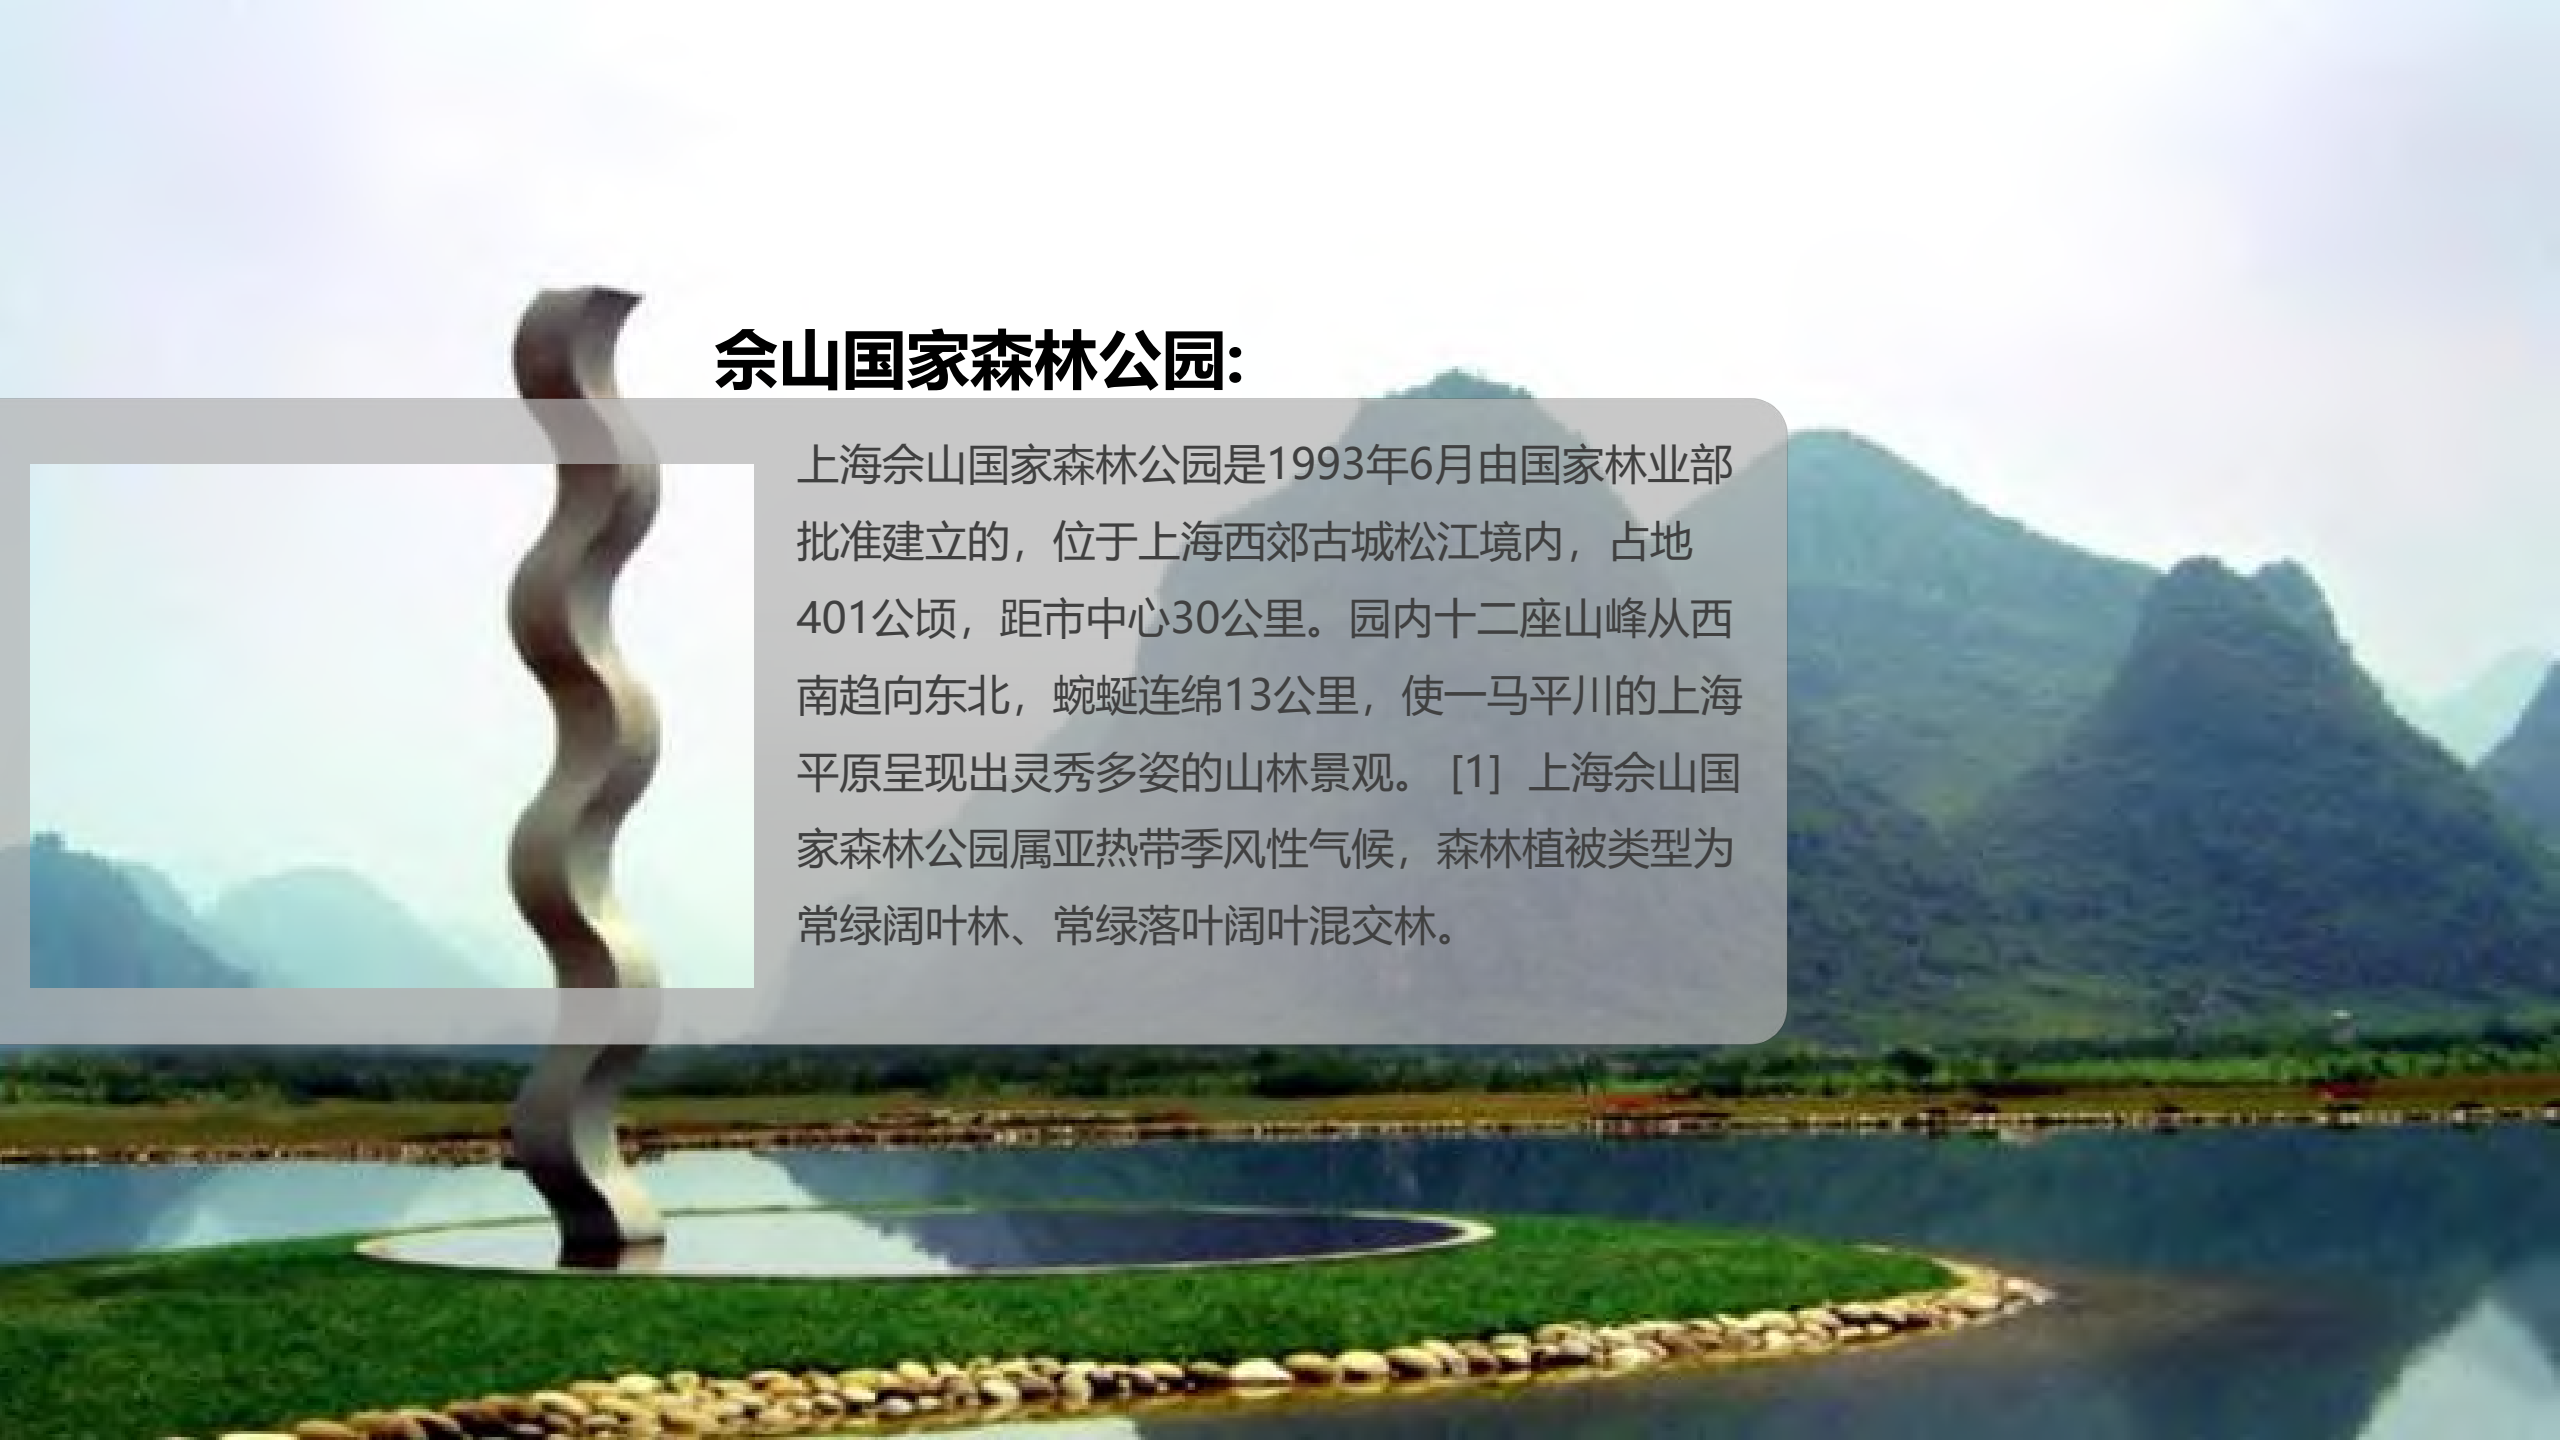 佘山国家森林公园:
上海佘山国家森林公园是1993年6月由国家林业部
批准建立的，位于上海西郊古城松江境内，占地
401公顷，距市中心30公里。园内十二座山峰从西
南趋向东北，蜿蜒连绵13公里，使一马平川的上海
平原呈现出灵秀多姿的山林景观。 [1]  上海佘山国
家森林公园属亚热带季风性气候，森林植被类型为
常绿阔叶林、常绿落叶阔叶混交林。